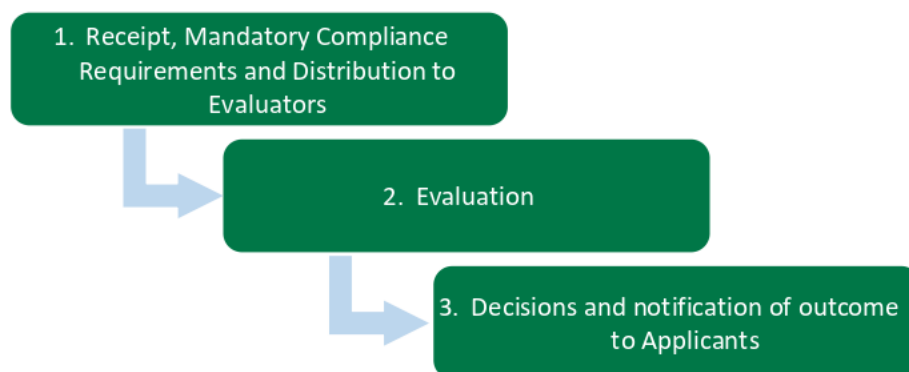 1. Receipt, Mandatory Compliance
Requirements and Distribution to
Evaluators
2. Evaluation
3. Decisions and notification of outcome
to Applicants